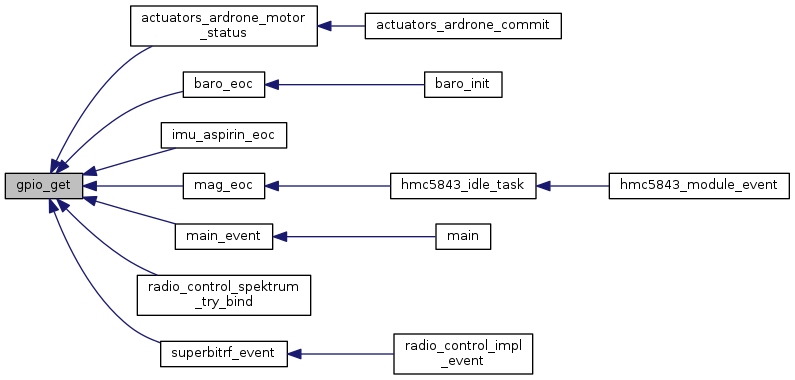 actuators_ardrone_motor
_status
actuators_ardrone_commit
baro_eoc
baro_init
imu_aspirin_eoc
gpio_get
mag_eoc
hmc5843_idle_task
hmc5843_module_event
main_event
main
radio_control_spektrum
_try_bind
superbitrf_event
radio_control_impl
_event